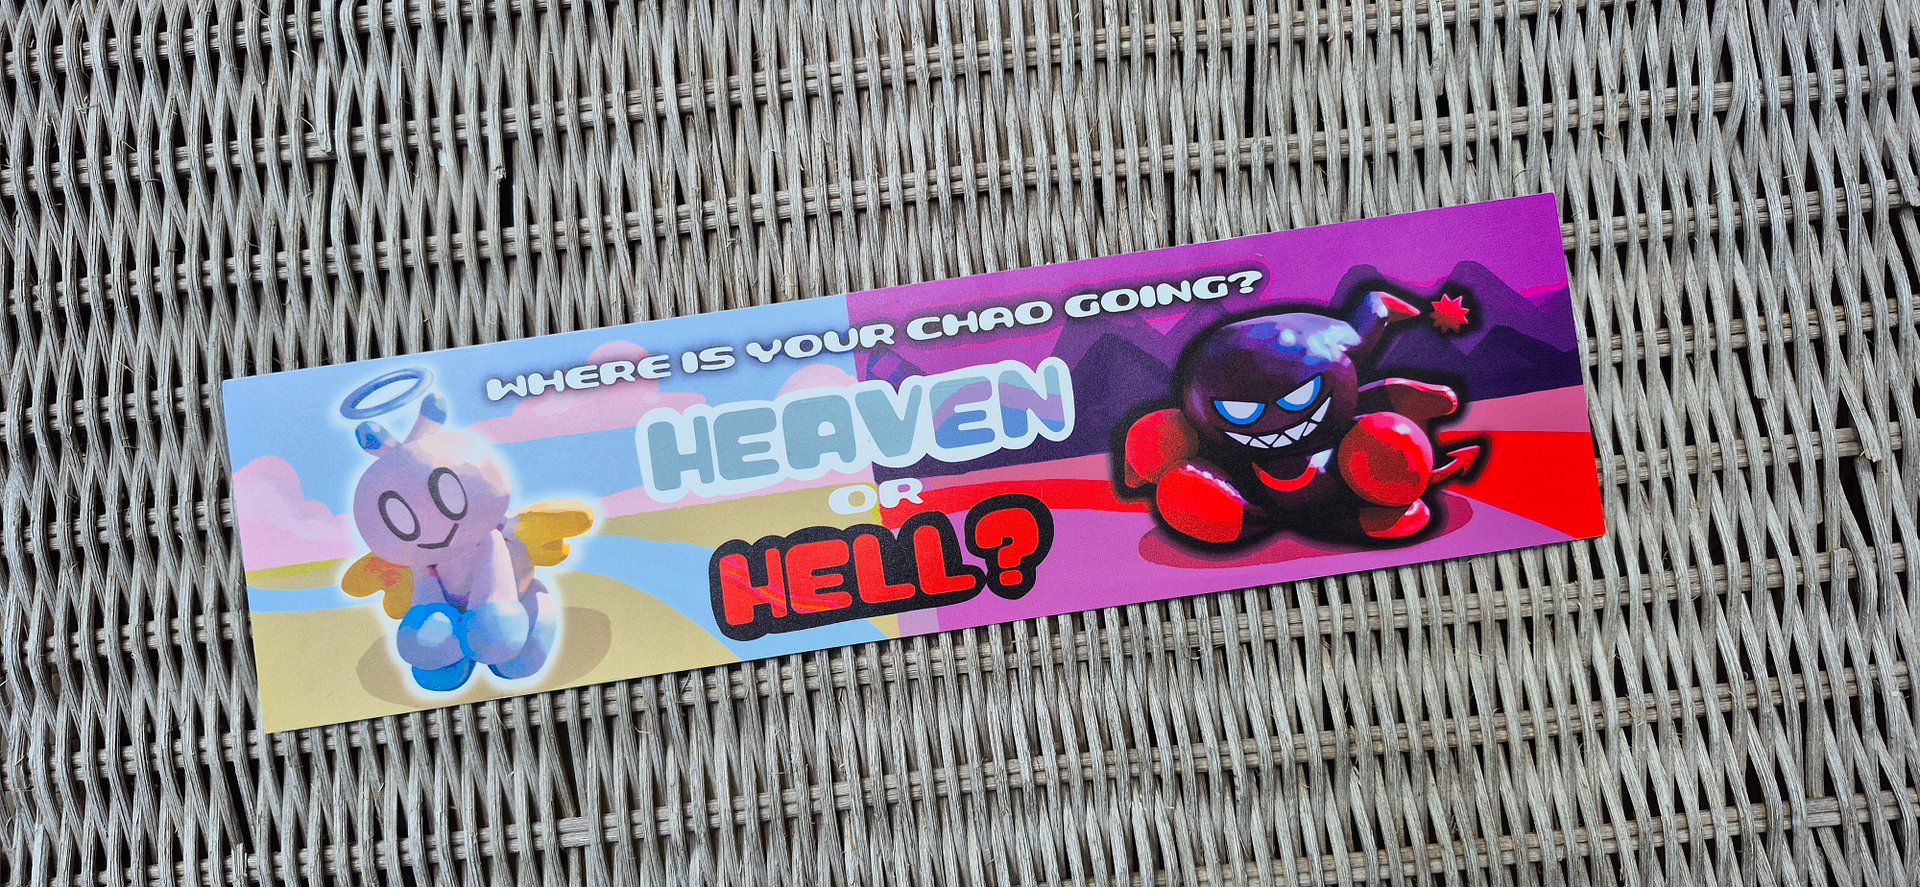 WHERE IS YOUR CHAO GOING?
HEAVEN
OR
HELL?